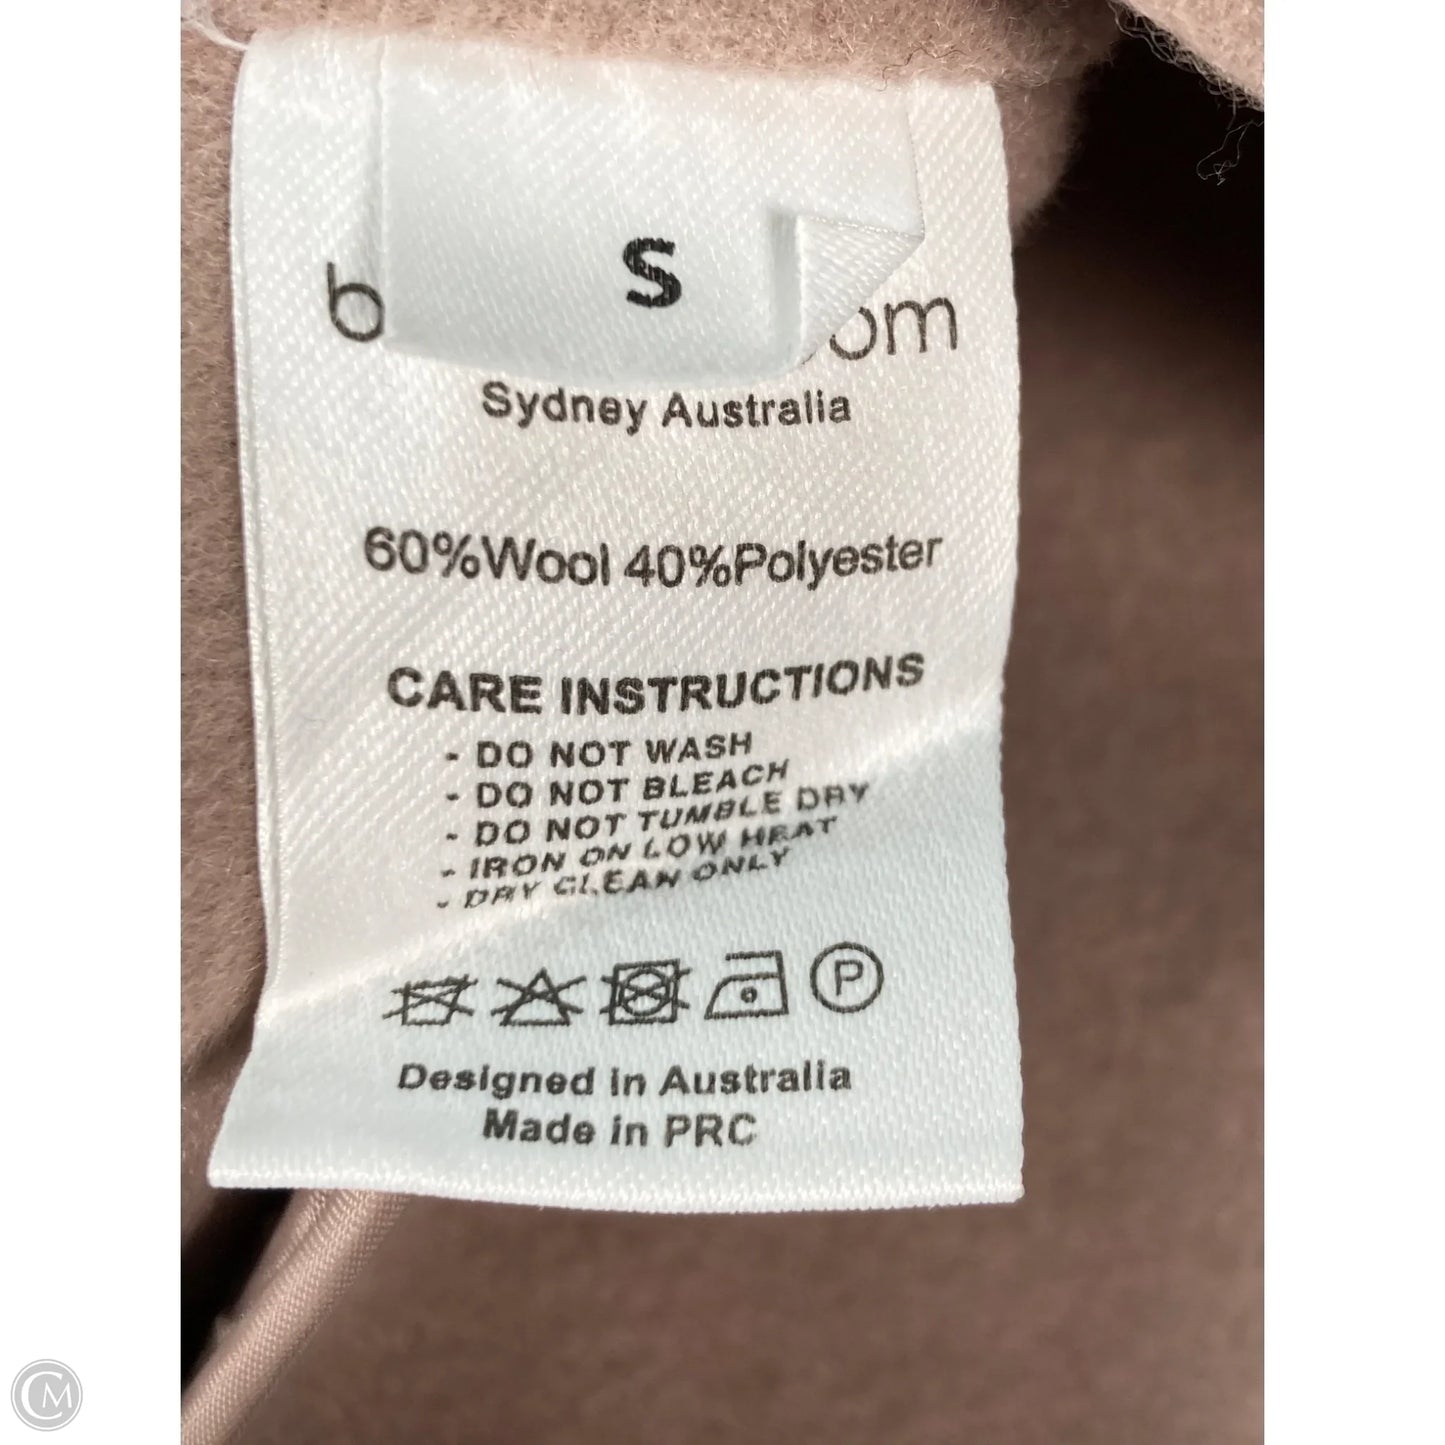 S
Sydney Australia
60%Wool 40%Polyester
CARE INSTRUCTIONS
- DO NOT WASH
- DO NOT BLEACH
- DO NOT TUMBLE DRY
- IRON ON LOW HEAT
- DRY CLEAN ONLY
P
Designed in Australia
Made in PRC
CM